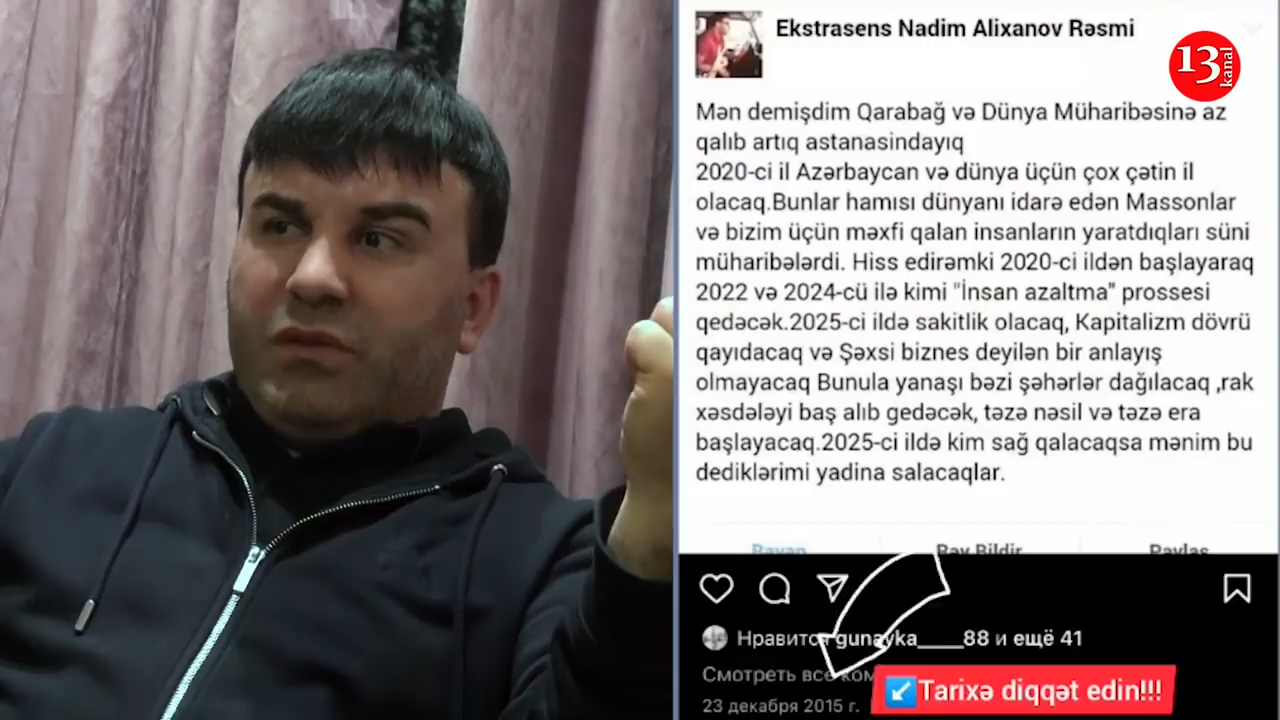 Ekstrasens Nadim Alixanov Rəsmi
13 kanal
Mən demişdim Qarabağ və Dünya Müharibəsinə az
qalıb artıq astanasindayıq
2020-ci il Azərbaycan və dünya üçün çox çətin il
olacaq.Bunlar hamısı dünyanı idarə edən Massonlar
və bizim üçün məxfi qalan insanların yaratdıqları süni
müharibələrdi. Hiss edirəmki 2020-ci ildən başlayaraq
2022 və 2024-cü ilə kimi "İnsan azaltma" prossesi
qedəcək.2025-ci ildə sakitlik olacaq, Kapitalizm dövrü
qayıdacaq və Şəxsi biznes deyilən bir anlayış
olmayacaq Bunula yanaşı bəzi şəhərlər dağılacaq ,rak
xəsdələyi baş alıb gedəcək, təzə nəsil və təzə era
başlayacaq.2025-ci ildə kim sağ qalacaqsa mənim bu
dediklərimi yadina salacaqlar.
Bəyən Rəy Bildir Paylaş
Нравится gunayka____88 и ещё 41
Смотреть все ком
Tarixə diqqət edin!!!
23 декабря 2015 г.